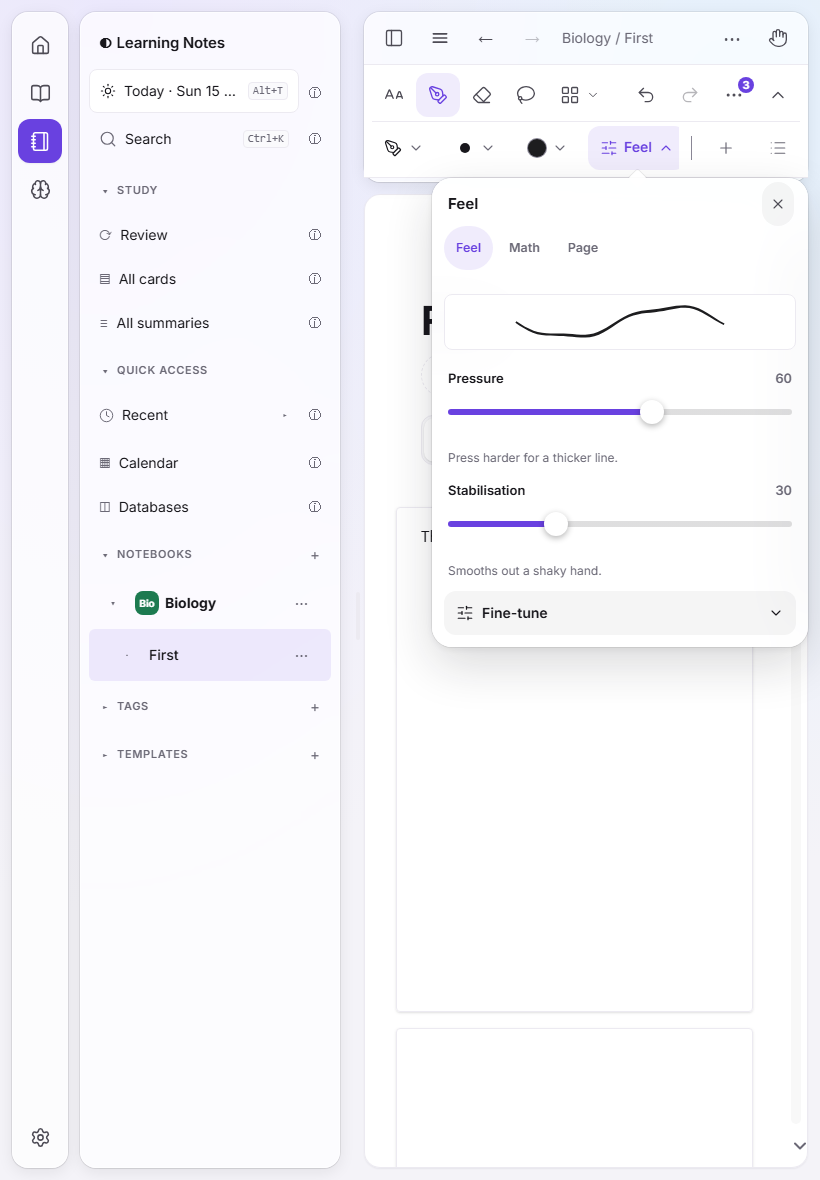 Learning Notes
Today · Sun 15 ... Alt+T
Search Ctrl+K
STUDY
Review
All cards
All summaries
QUICK ACCESS
Recent
Calendar
Databases
NOTEBOOKS
Bio Biology
First
TAGS
TEMPLATES
Biology / First
AA
3
Feel
Feel
Feel Math Page
Pressure 60
Press harder for a thicker line.
Stabilisation 30
Smooths out a shaky hand.
Fine-tune